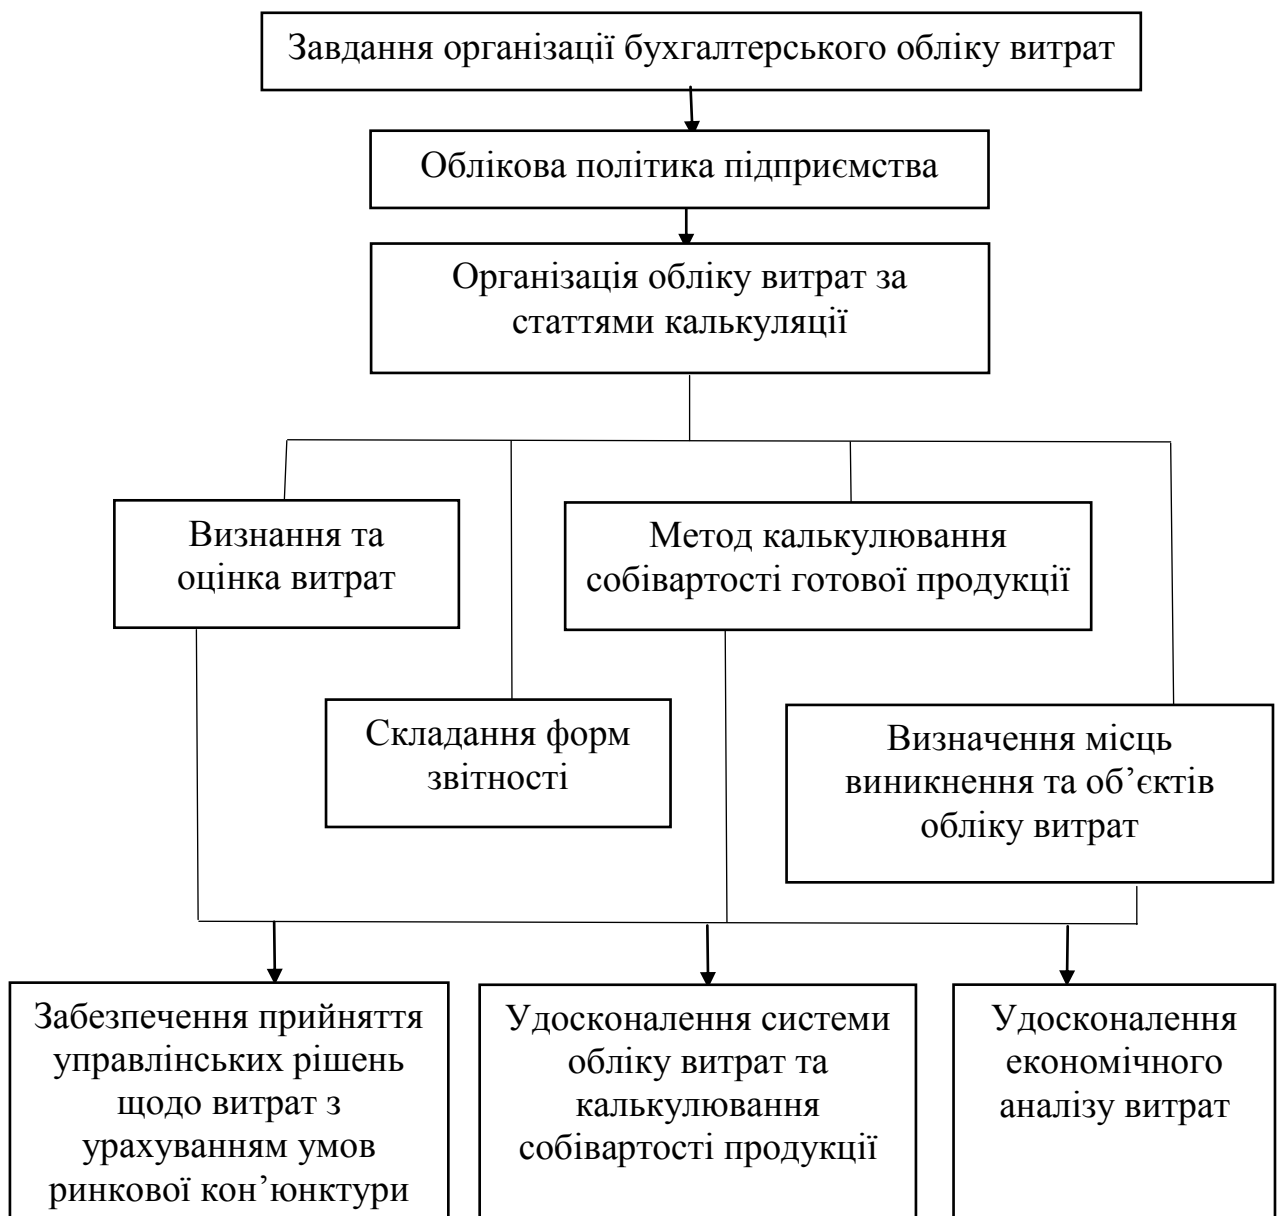 Завдання організації бухгалтерського обліку витрат
Облікова політика підприємства
Організація обліку витрат за
статтями калькуляції
Визнання та
оцінка витрат
Метод калькулювання
собівартості готової продукції
Складання форм
звітності
Визначення місць
виникнення та об’єктів
обліку витрат
Забезпечення прийняття
управлінських рішень
щодо витрат з
урахуванням умов
ринкової кон’юнктури
Удосконалення системи
обліку витрат та
калькулювання
собівартості продукції
Удосконалення
економічного
аналізу витрат